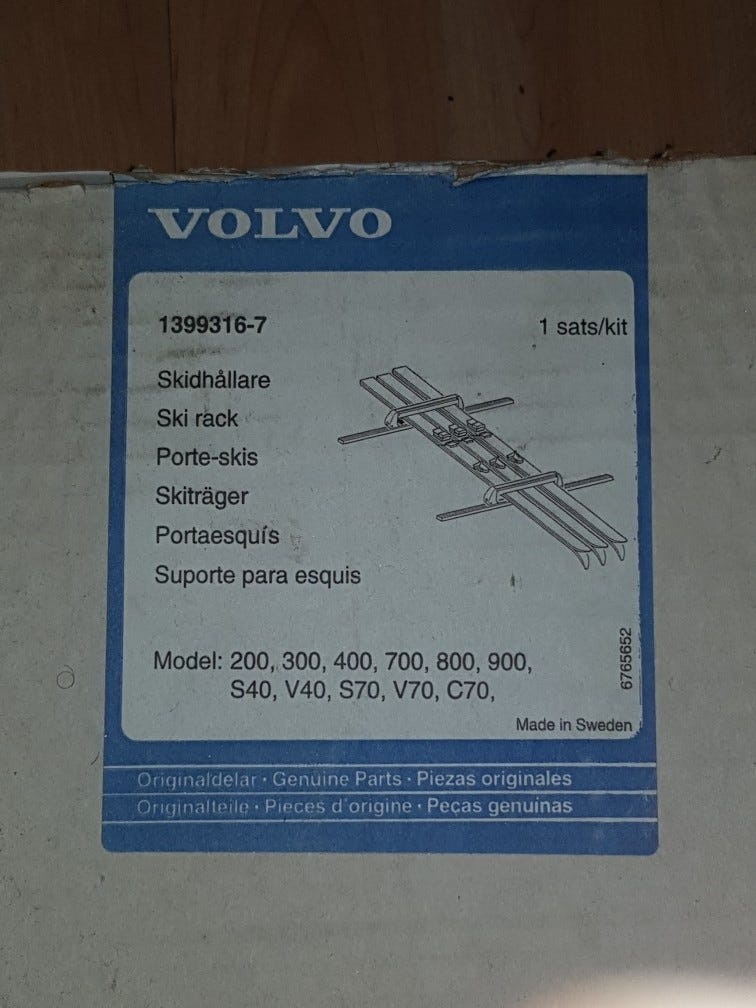 VOLVO
1399316-7
1 sats/kit
Skidhållare
Ski rack
Porte-skis
Skiträger
Portaesquís
Suporte para esquis
Model: 200, 300, 400, 700, 800, 900,
S40, V40, S70, V70, C70,
6765652
Made in Sweden
Originaldelar · Genuine Parts · Piezas originales
Originalteile · Pieces d'origine · Peças genuínas